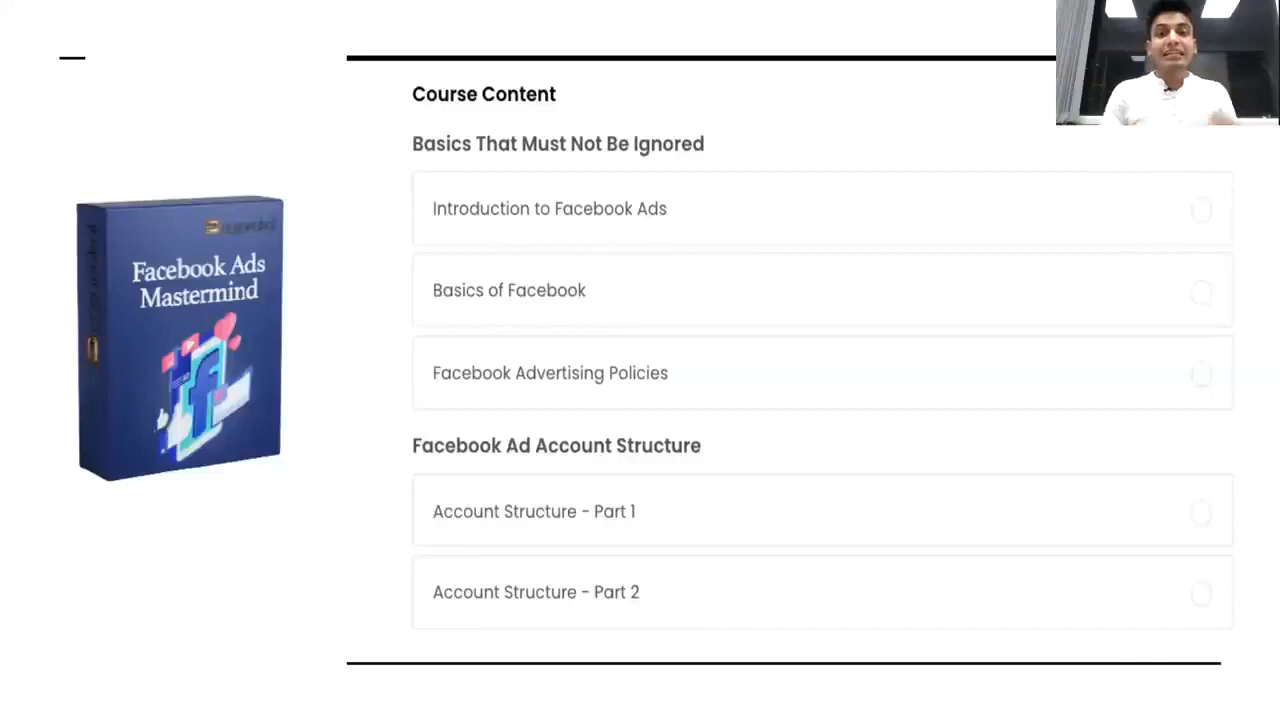 Course Content
Basics That Must Not Be Ignored
Introduction to Facebook Ads
Basics of Facebook
Facebook Advertising Policies
Facebook Ad Account Structure
Account Structure - Part 1
Account Structure - Part 2
Facebook Ads
Mastermind